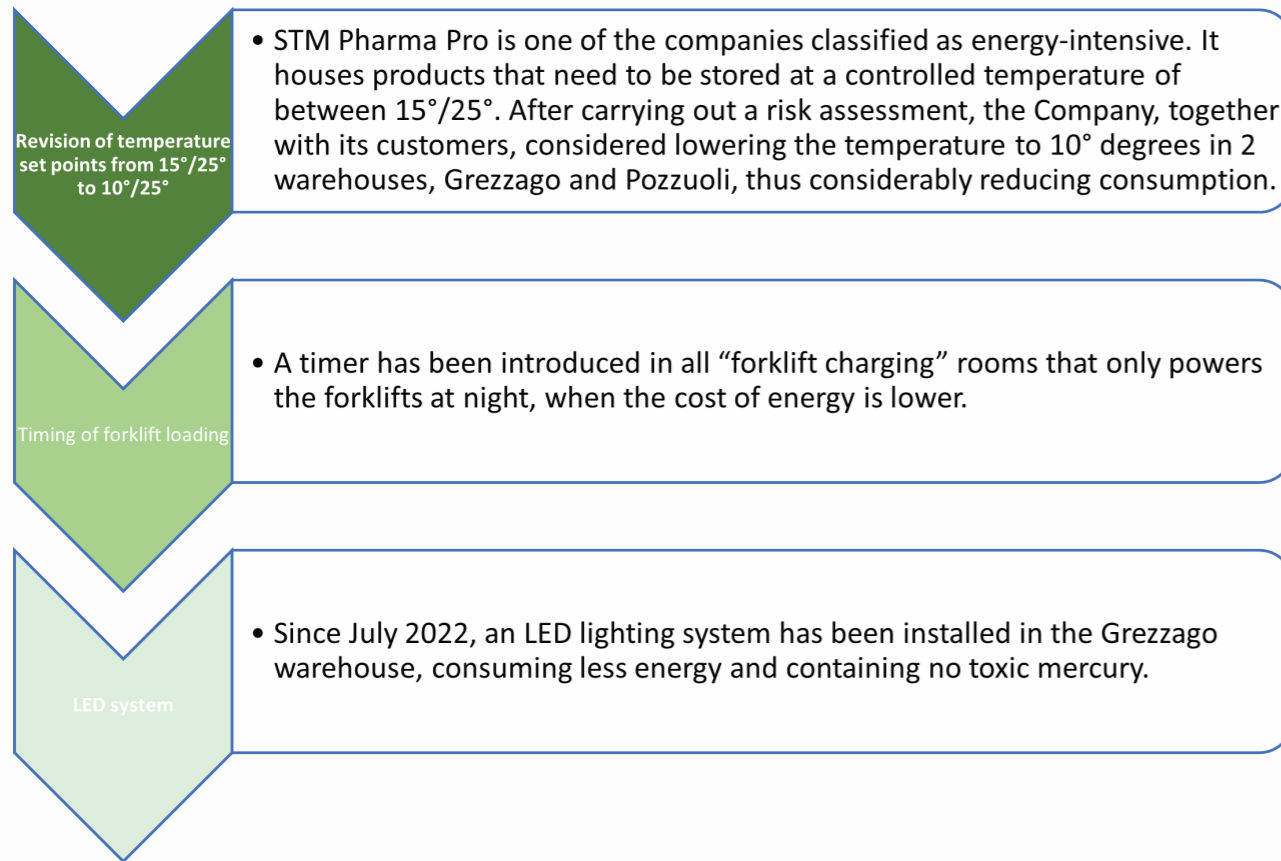 Revision of temperature
set points from 15°/25°
to 10°/25°
• STM Pharma Pro is one of the companies classified as energy-intensive. It
houses products that need to be stored at a controlled temperature of
between 15°/25°. After carrying out a risk assessment, the Company, together
with its customers, considered lowering the temperature to 10° degrees in 2
warehouses, Grezzago and Pozzuoli, thus considerably reducing consumption.
Timing of forklift loading
• A timer has been introduced in all “forklift charging” rooms that only powers
the forklifts at night, when the cost of energy is lower.
LED system
• Since July 2022, an LED lighting system has been installed in the Grezzago
warehouse, consuming less energy and containing no toxic mercury.